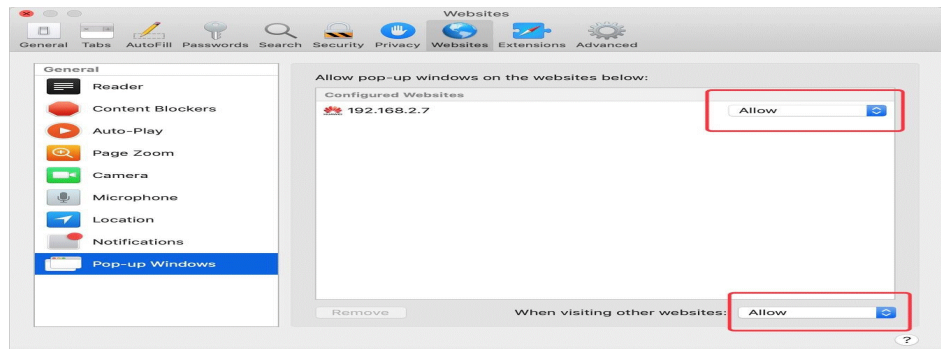 Websites
General Tabs AutoFill Passwords Search Security Privacy Websites Extensions Advanced
General
Reader
Content Blockers
Auto-Play
Page Zoom
Camera
Microphone
Location
Notifications
Pop-up Windows
Allow pop-up windows on the websites below:
Configured Websites
192.168.2.7 Allow
Remove When visiting other websites: Allow
?